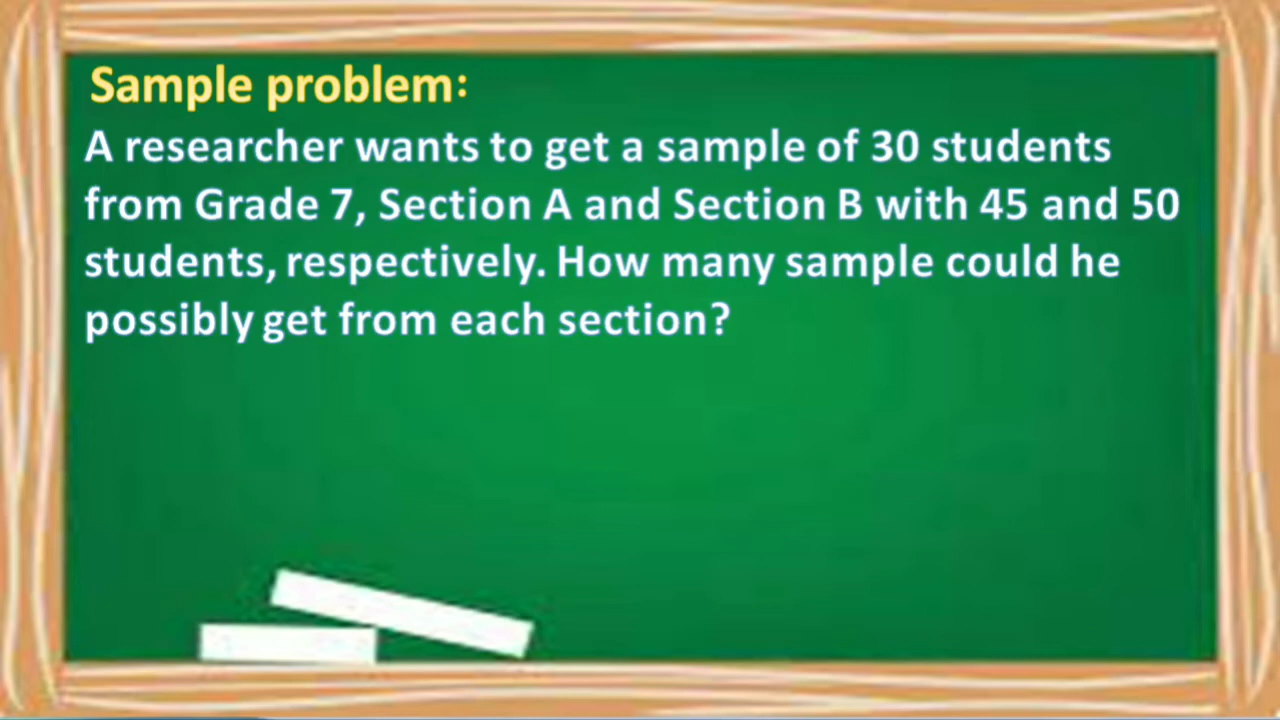 Sample problem:
A researcher wants to get a sample of 30 students
from Grade 7, Section A and Section B with 45 and 50
students, respectively. How many sample could he
possibly get from each section?